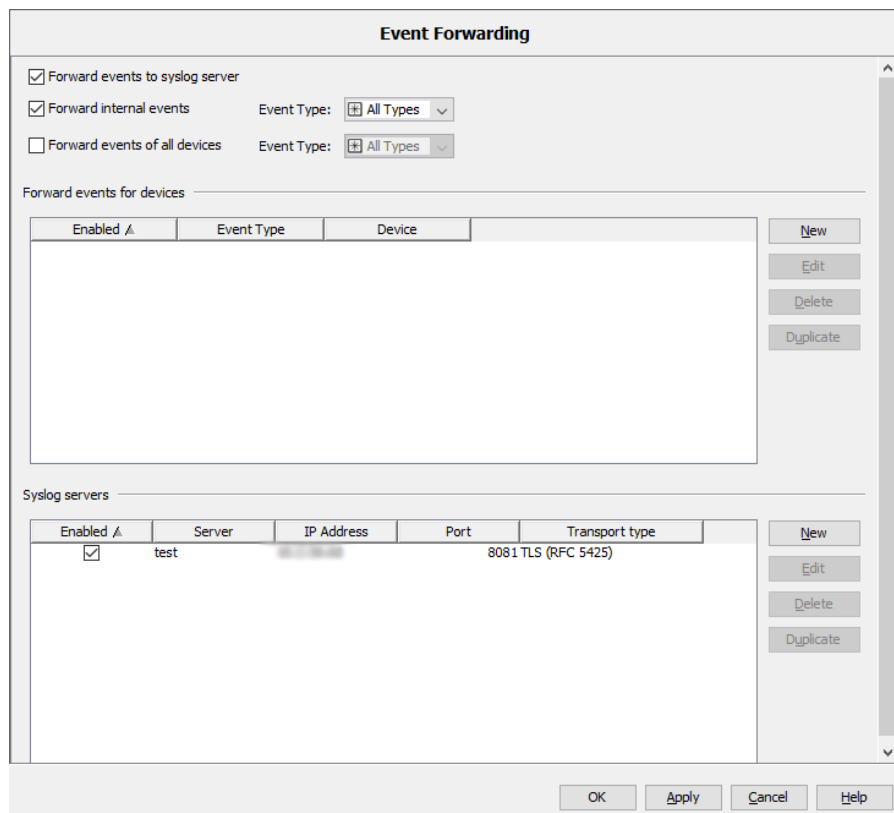 Event Forwarding
Forward events to syslog server
Forward internal events Event Type: All Types
Forward events of all devices Event Type: All Types
Forward events for devices
Enabled Event Type Device
New
Edit
Delete
Duplicate
Syslog servers
Enabled Server IP Address Port Transport type
test 8081 TLS (RFC 5425)
New
Edit
Delete
Duplicate
OK Apply Cancel Help